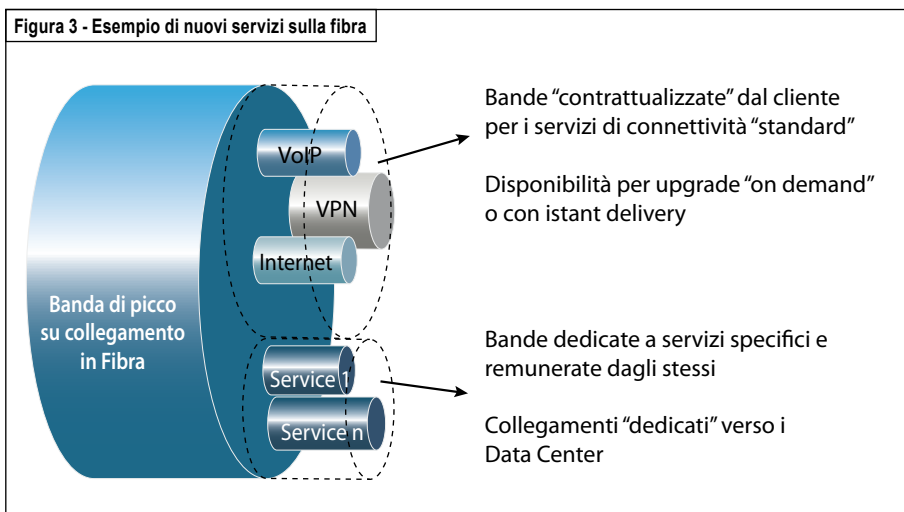 Figura 3 - Esempio di nuovi servizi sulla fibra
Bande “contrattualizzate” dal cliente
per i servizi di connettività “standard”
Disponibilità per upgrade “on demand”
o con istant delivery
VoIP
VPN
Internet
Banda di picco
su collegamento
in Fibra
Bande dedicate a servizi specifici e
remunerate dagli stessi
Collegamenti “dedicati” verso i
Data Center
Service 1
Service n